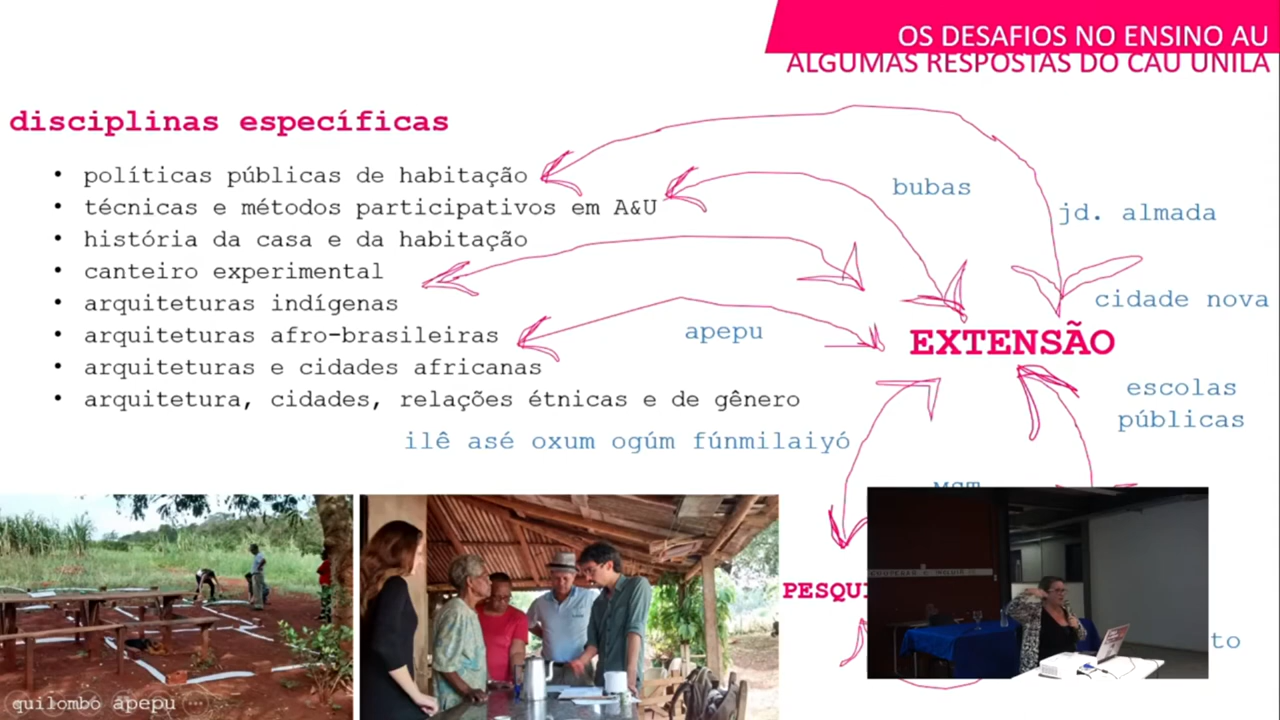 OS DESAFIOS NO ENSINO AU
ALGUMAS RESPOSTAS DO CAU UNILA
disciplinas específicas
• políticas públicas de habitação
• técnicas e métodos participativos em A&U
• história da casa e da habitação
• canteiro experimental
• arquiteturas indígenas
• arquiteturas afro-brasileiras
• arquiteturas e cidades africanas
• arquitetura, cidades, relações étnicas e de gênero
bubas
jd. almada
cidade nova
apepu
EXTENSÃO
escolas
públicas
ilê asé oxum ogúm fúnmilaiyó
PESQUI
to
quilombo apepu